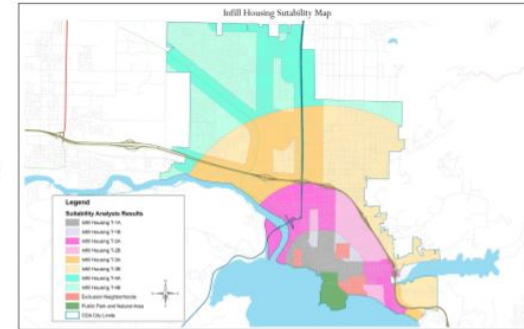 Infill Housing Sutability Map
Legend
Suitability Analysis Results
Infill Housing T-1A
Infill Housing T-1B
Infill Housing T-2A
Infill Housing T-2B
Infill Housing T-3A
Infill Housing T-3B
Infill Housing T-4A
Infill Housing T-4B
Exclusion Neighborhoods
Public Park and Natural Area
CDA City Limits